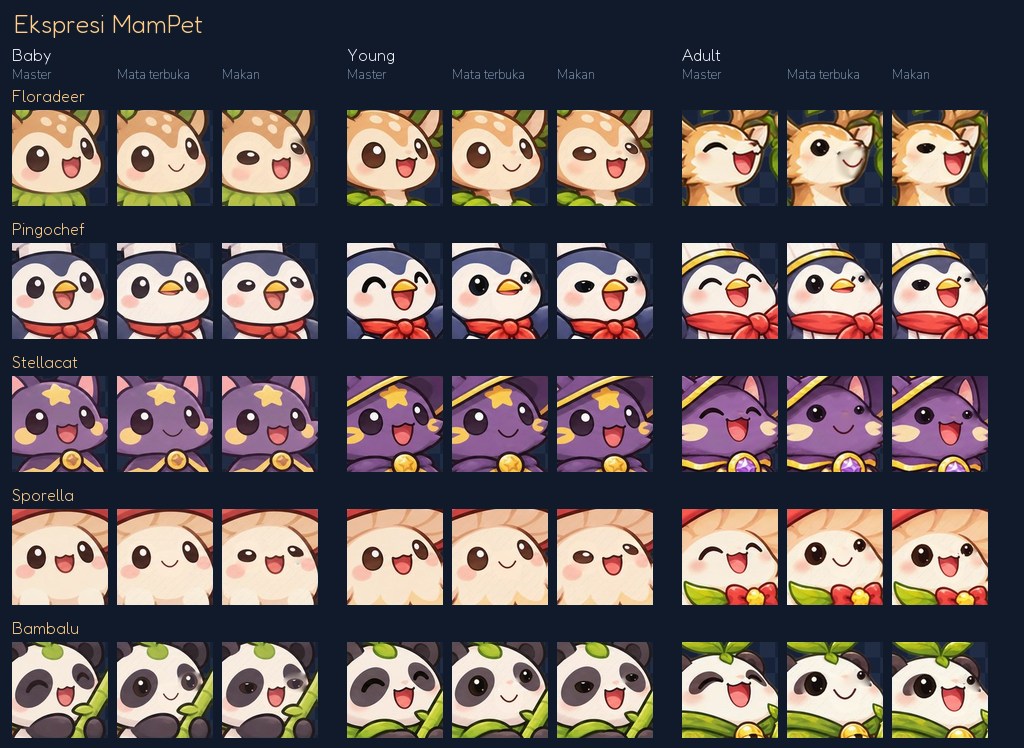 Ekspresi MamPet
Baby Young Adult
Master Mata terbuka Makan Master Mata terbuka Makan Master Mata terbuka Makan
Floradeer
Pingochef
Stellacat
Sporella
Bambalu